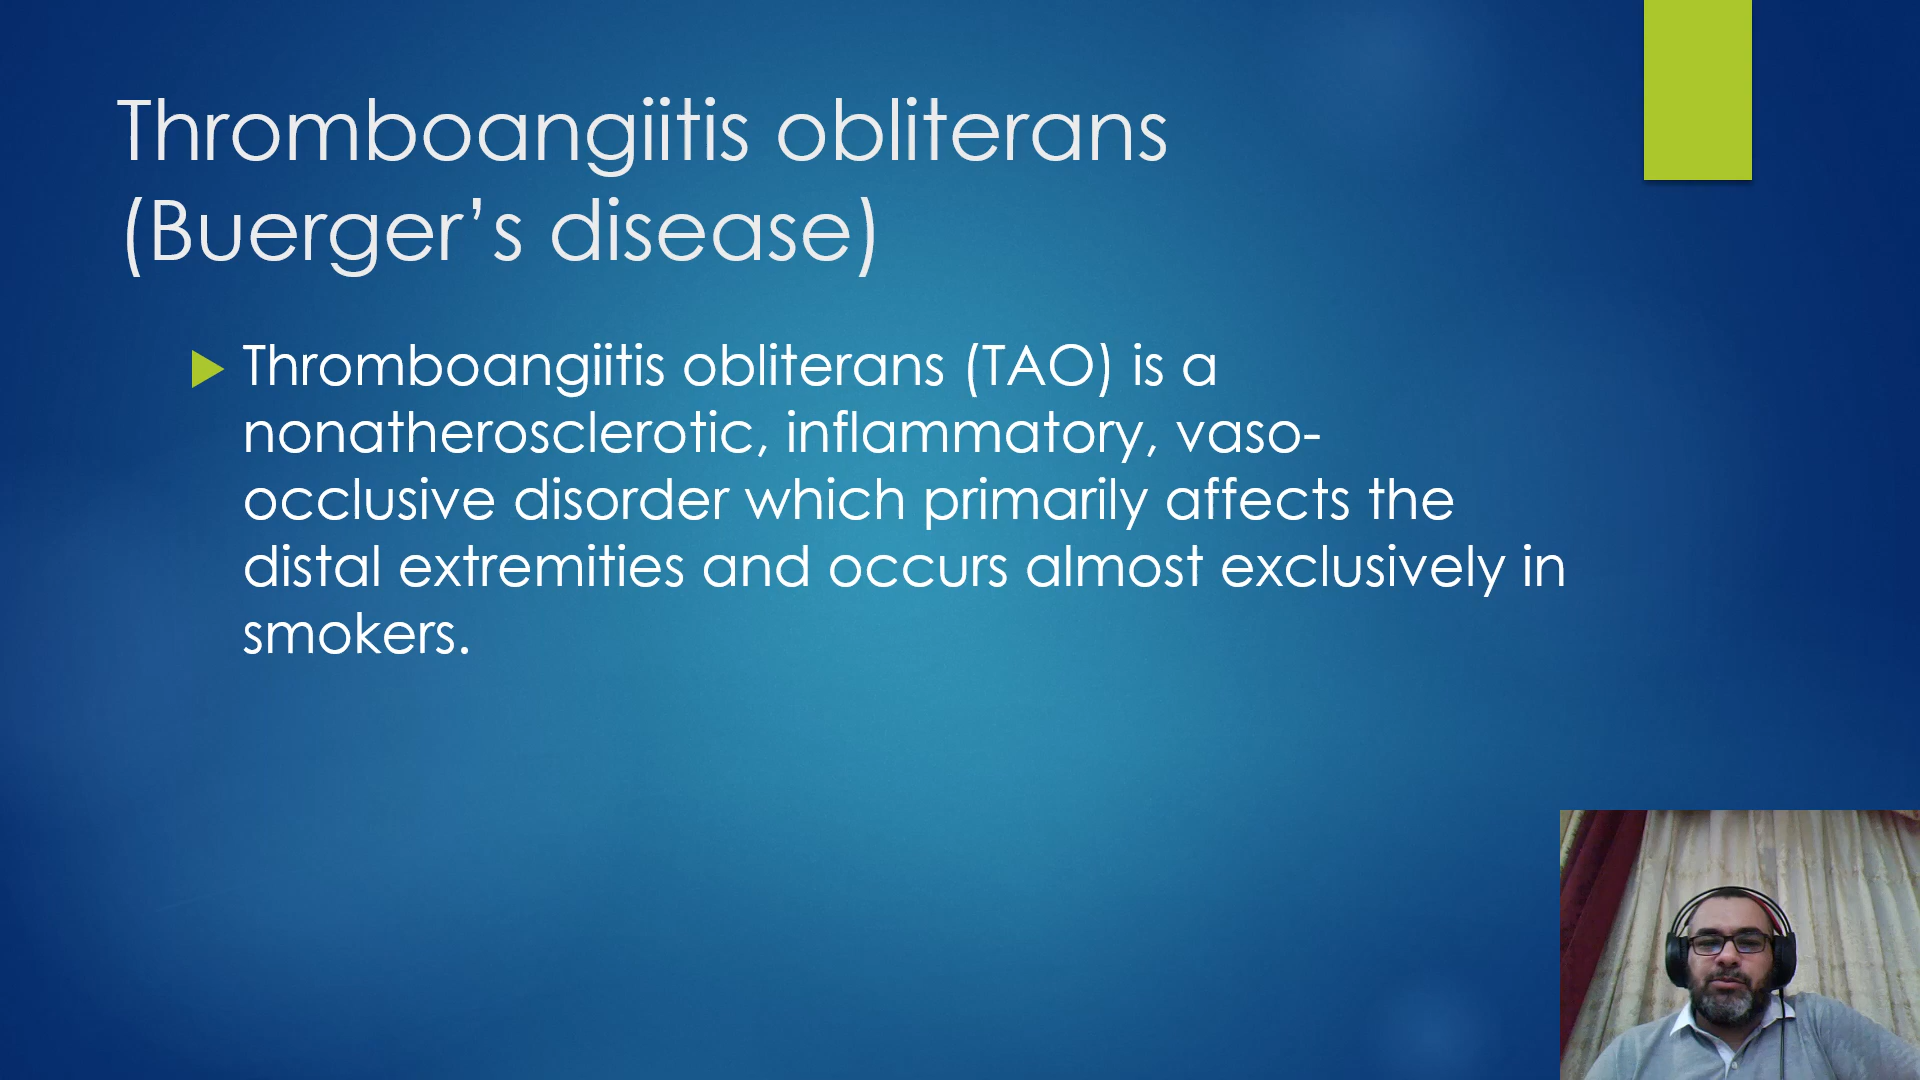 Thromboangiitis obliterans
(Buerger’s disease)
Thromboangiitis obliterans (TAO) is a
nonatherosclerotic, inflammatory, vaso-
occlusive disorder which primarily affects the
distal extremities and occurs almost exclusively in
smokers.